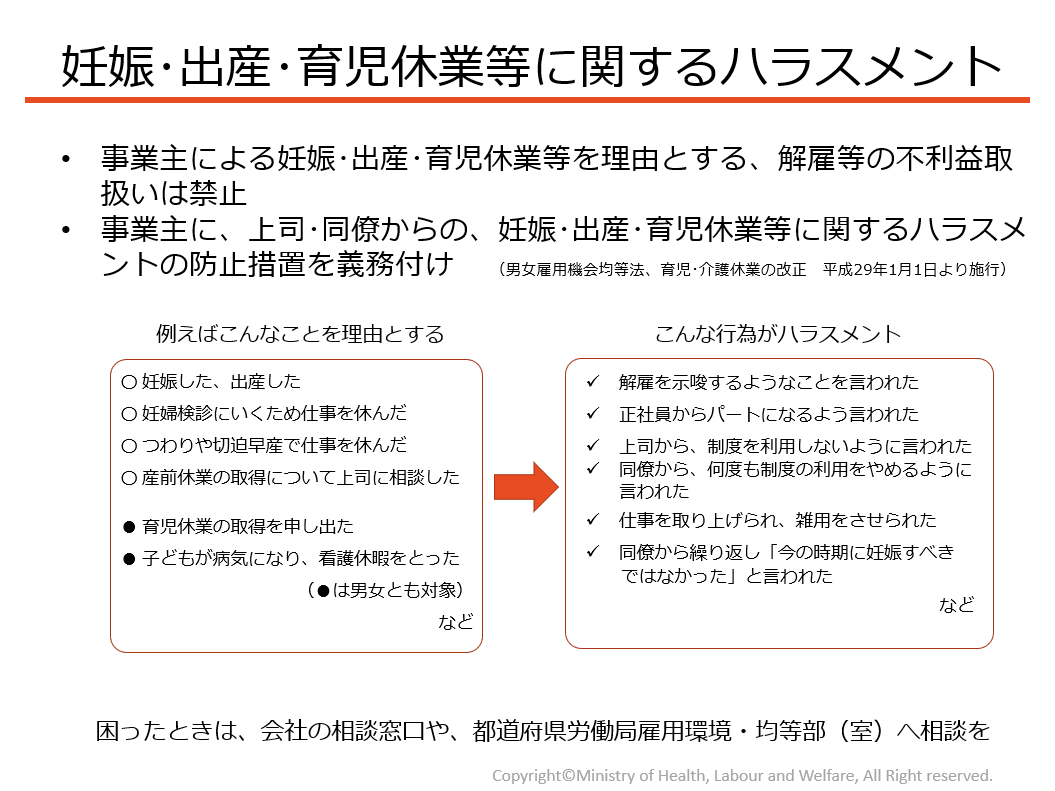 妊娠･出産･育児休業等に関するハラスメント
• 事業主による妊娠･出産･育児休業等を理由とする、解雇等の不利益取
扱いは禁止
• 事業主に、上司･同僚からの、妊娠･出産･育児休業等に関するハラスメ
ントの防止措置を義務付け （男女雇用機会均等法、育児･介護休業の改正　平成29年1月1日より施行）
例えばこんなことを理由とする
○ 妊娠した、出産した
○ 妊婦検診にいくため仕事を休んだ
○ つわりや切迫早産で仕事を休んだ
○ 産前休業の取得について上司に相談した
● 育児休業の取得を申し出た
● 子どもが病気になり、看護休暇をとった
（●は男女とも対象）
など
こんな行為がハラスメント
✓ 解雇を示唆するようなことを言われた
✓ 正社員からパートになるよう言われた
✓ 上司から、制度を利用しないように言われた
✓ 同僚から、何度も制度の利用をやめるように
言われた
✓ 仕事を取り上げられ、雑用をさせられた
✓ 同僚から繰り返し「今の時期に妊娠すべき
ではなかった」と言われた
など
困ったときは、会社の相談窓口や、都道府県労働局雇用環境・均等部（室）へ相談を
Copyright©Ministry of Health, Labour and Welfare, All Right reserved.